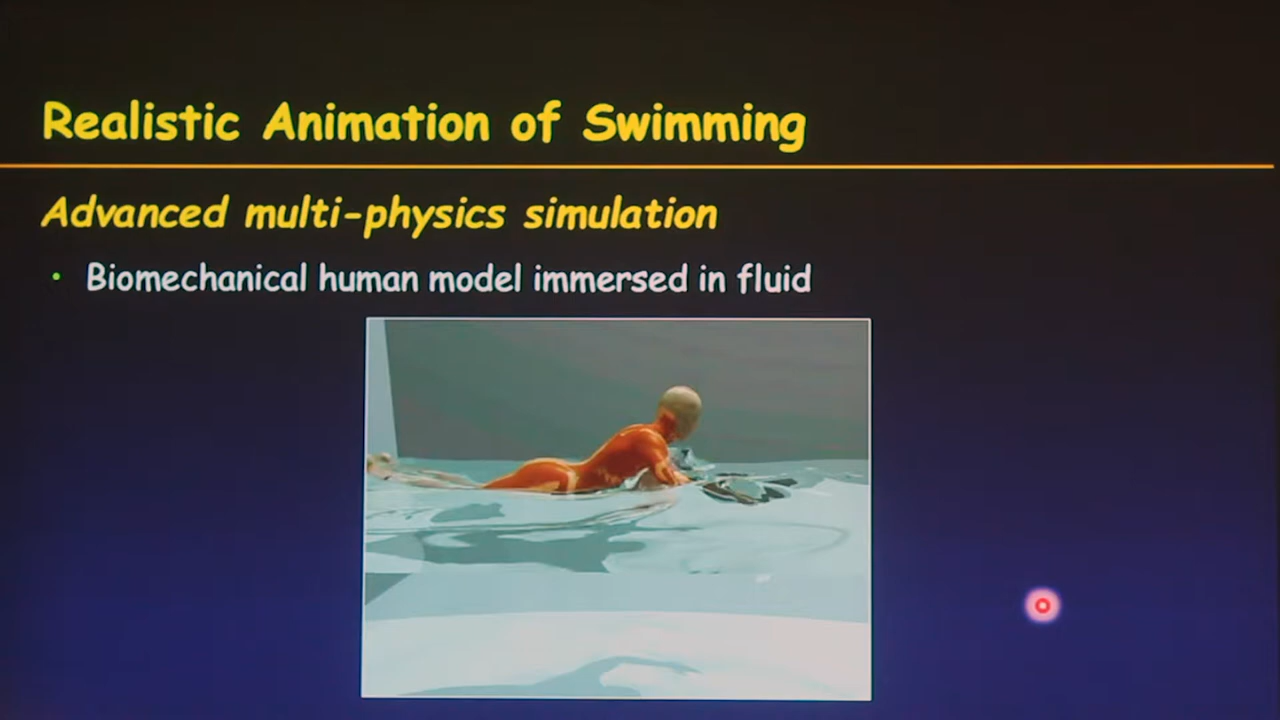 Realistic Animation of Swimming
Advanced multi-physics simulation
• Biomechanical human model immersed in fluid